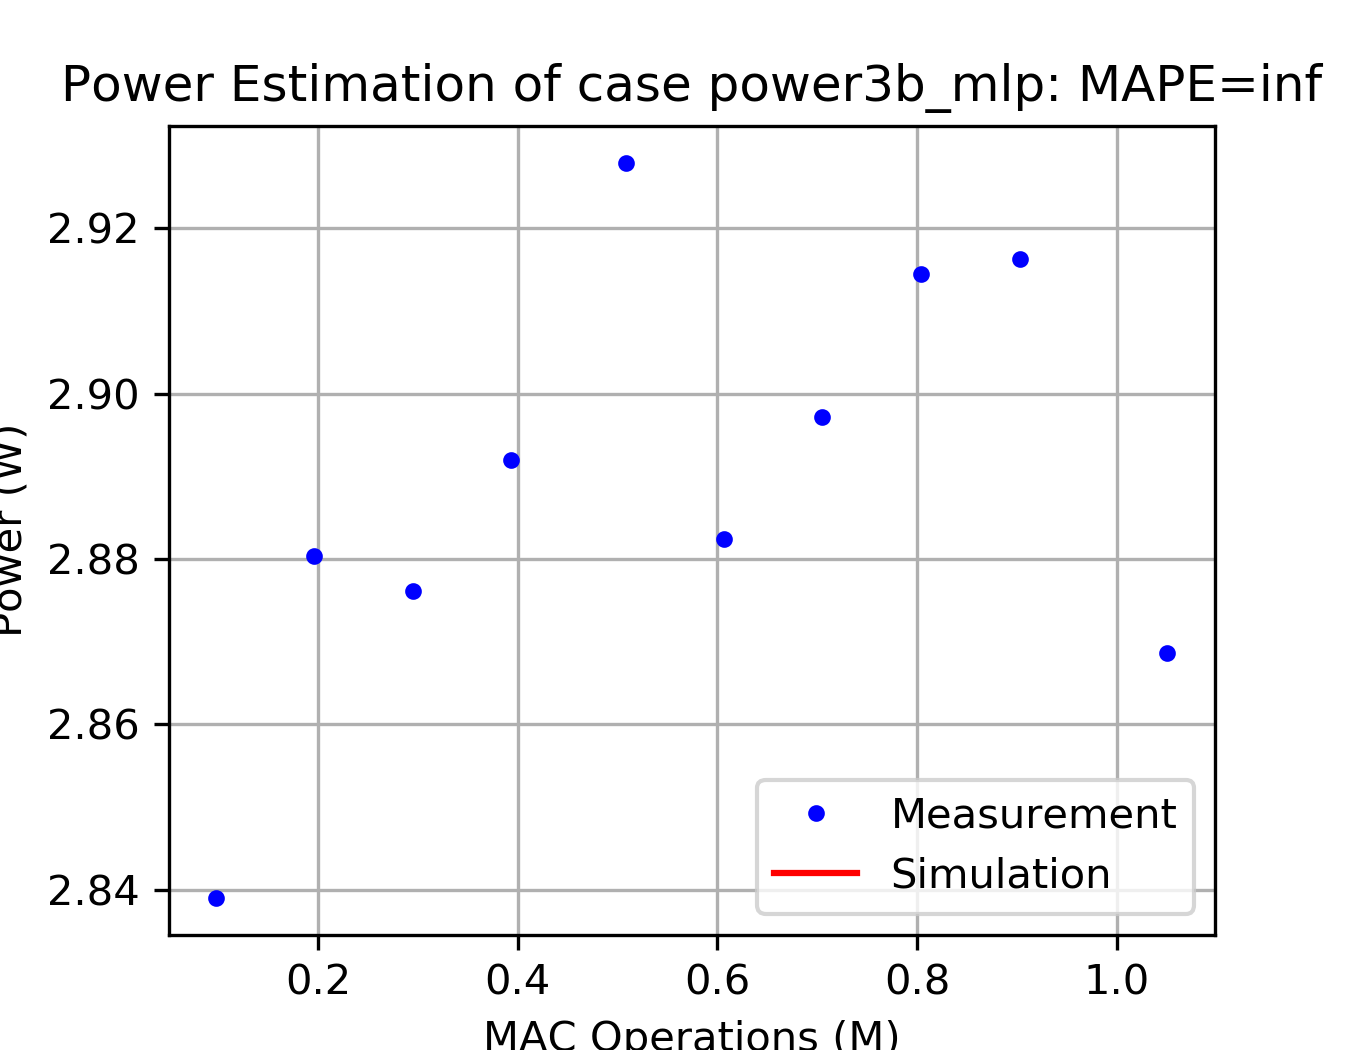 Power Estimation of case power3b_mlp: MAPE=inf
2.92
2.90
2.88
2.86
2.84
Power (W)
Measurement
Simulation
0.2 0.4 0.6 0.8 1.0
MAC Operations (M)